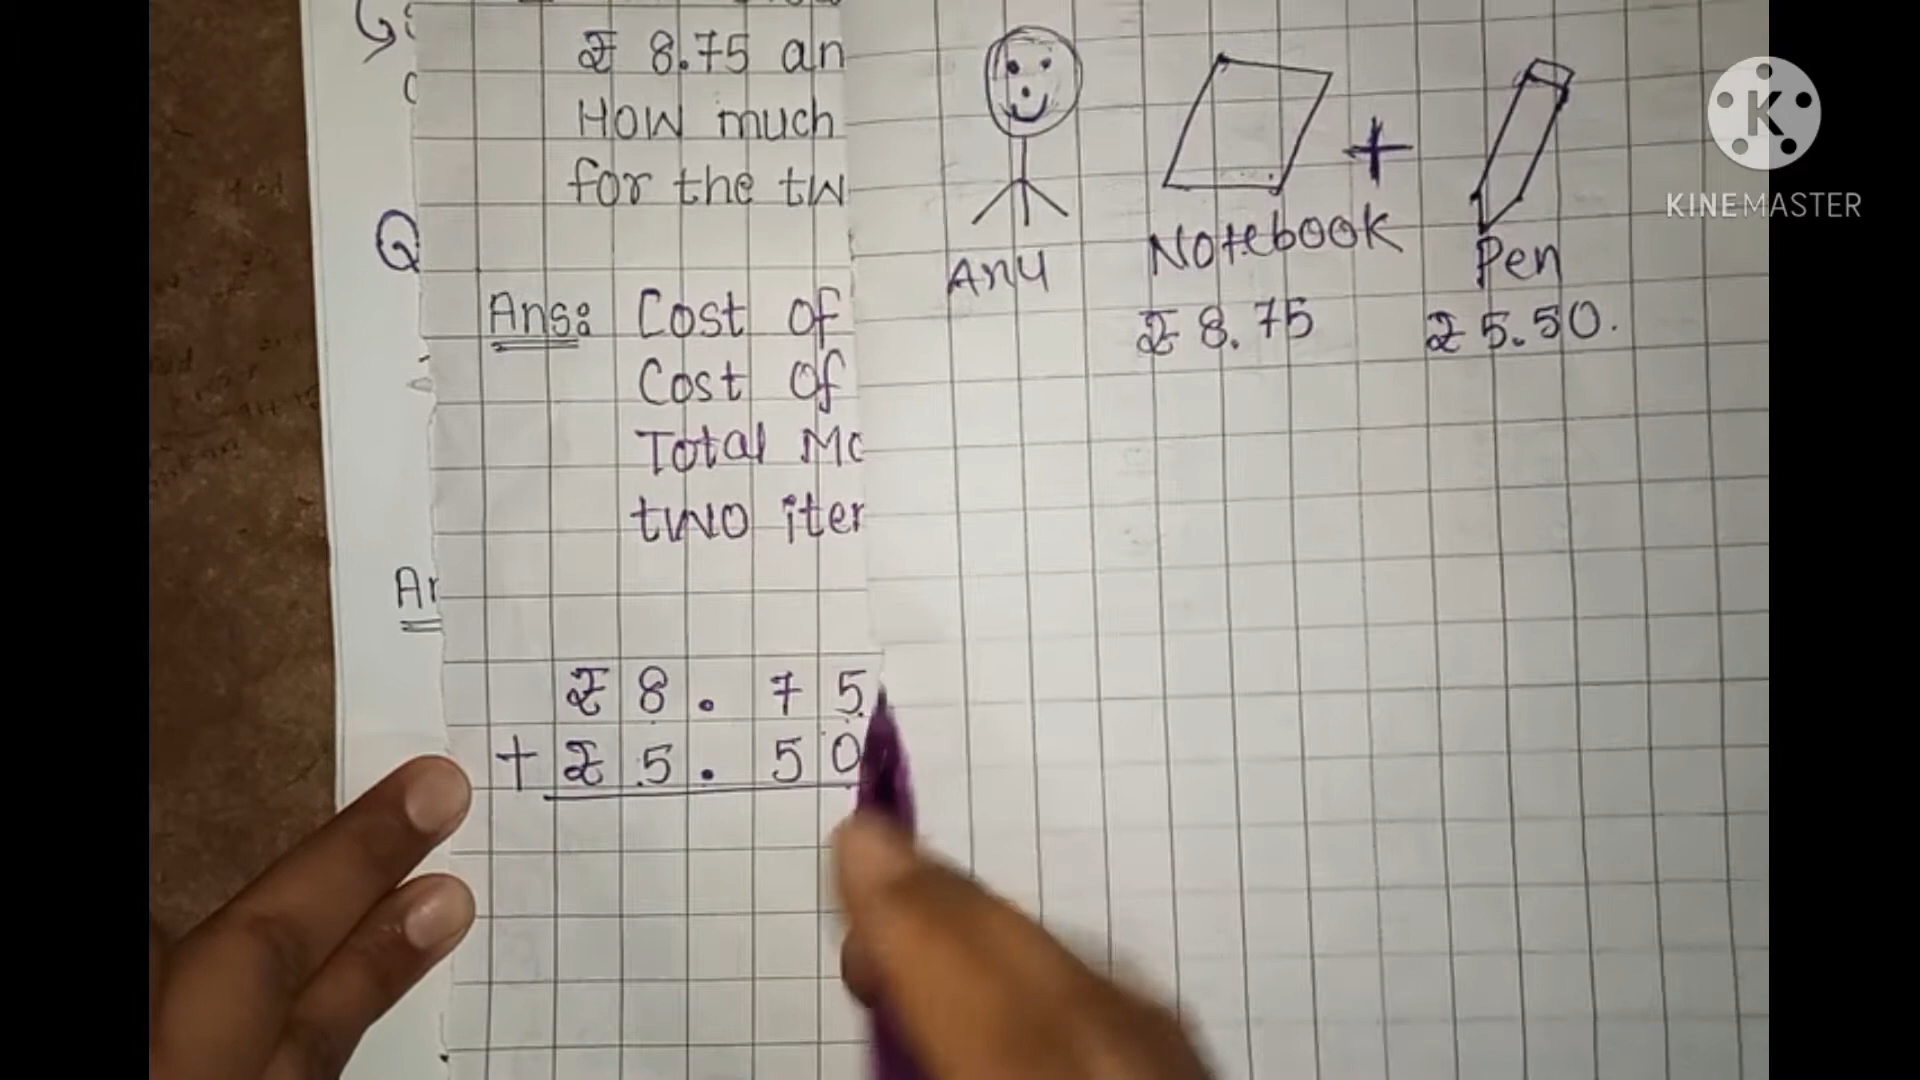 ₹ 8.75 an
How much
for the tw
Q
Ans: Cost of
Cost of
Total Mo
two iter
Ar
₹ 8 . 7 5
+ ₹ 5 . 5 0
Anu
Notebook
+
Pen
₹ 8.75
₹ 5.50.
K
KINEMASTER